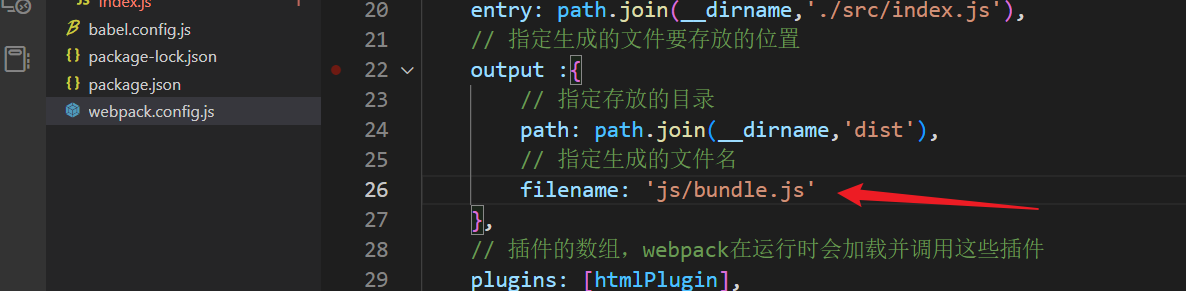 index.js 1
babel.config.js
package-lock.json
package.json
webpack.config.js
20 entry: path.join(__dirname,'./src/index.js'),
21 // 指定生成的文件要存放的位置
22 output :{
23 // 指定存放的目录
24 path: path.join(__dirname,'dist'),
25 // 指定生成的文件名
26 filename: 'js/bundle.js'
27 },
28 // 插件的数组，webpack在运行时会加载并调用这些插件
29 plugins: [htmlPlugin],